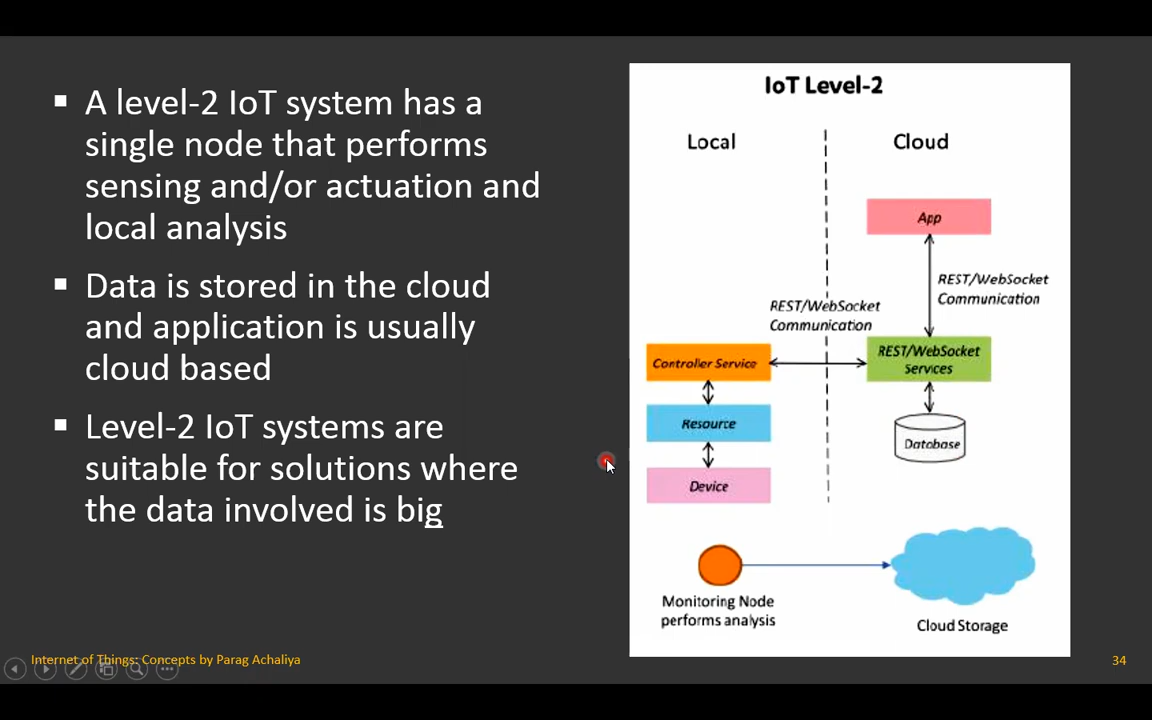 A level-2 IoT system has a
single node that performs
sensing and/or actuation and
local analysis
Data is stored in the cloud
and application is usually
cloud based
Level-2 IoT systems are
suitable for solutions where
the data involved is big
IoT Level-2
Local
Cloud
App
REST/WebSocket
Communication
REST/WebSocket
Communication
Controller Service
REST/WebSocket
Services
Resource
Database
Device
Monitoring Node
performs analysis
Cloud Storage
Internet of Things: Concepts by Parag Achaliya
34